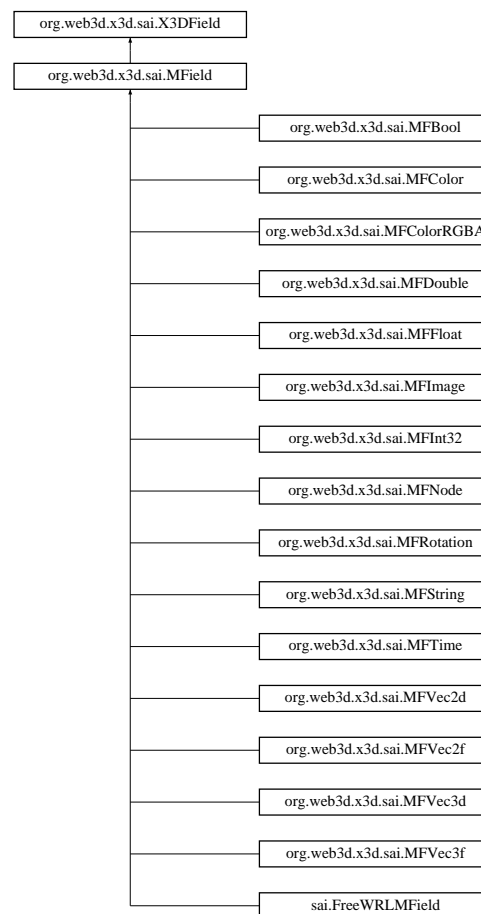 org.web3d.x3d.sai.X3DField
org.web3d.x3d.sai.MField
org.web3d.x3d.sai.MFBool
org.web3d.x3d.sai.MFColor
org.web3d.x3d.sai.MFColorRGBA
org.web3d.x3d.sai.MFDouble
org.web3d.x3d.sai.MFFloat
org.web3d.x3d.sai.MFImage
org.web3d.x3d.sai.MFInt32
org.web3d.x3d.sai.MFNode
org.web3d.x3d.sai.MFRotation
org.web3d.x3d.sai.MFString
org.web3d.x3d.sai.MFTime
org.web3d.x3d.sai.MFVec2d
org.web3d.x3d.sai.MFVec2f
org.web3d.x3d.sai.MFVec3d
org.web3d.x3d.sai.MFVec3f
sai.FreeWRLMField